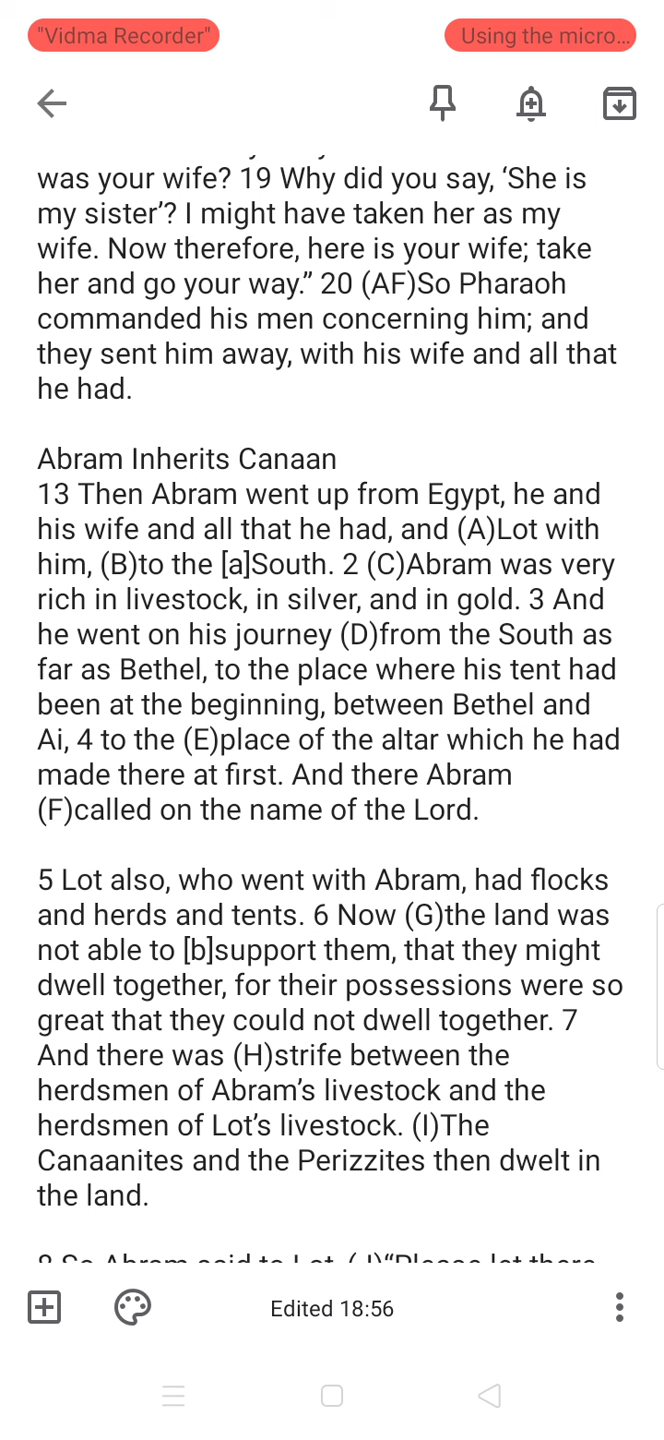 "Vidma Recorder"
Using the micro...
was your wife? 19 Why did you say, ‘She is
my sister’? I might have taken her as my
wife. Now therefore, here is your wife; take
her and go your way.” 20 (AF)So Pharaoh
commanded his men concerning him; and
they sent him away, with his wife and all that
he had.
Abram Inherits Canaan
13 Then Abram went up from Egypt, he and
his wife and all that he had, and (A)Lot with
him, (B)to the [a]South. 2 (C)Abram was very
rich in livestock, in silver, and in gold. 3 And
he went on his journey (D)from the South as
far as Bethel, to the place where his tent had
been at the beginning, between Bethel and
Ai, 4 to the (E)place of the altar which he had
made there at first. And there Abram
(F)called on the name of the Lord.
5 Lot also, who went with Abram, had flocks
and herds and tents. 6 Now (G)the land was
not able to [b]support them, that they might
dwell together, for their possessions were so
great that they could not dwell together. 7
And there was (H)strife between the
herdsmen of Abram’s livestock and the
herdsmen of Lot’s livestock. (I)The
Canaanites and the Perizzites then dwelt in
the land.
8 So Abram said to Lot, (J)“Please let there
Edited 18:56